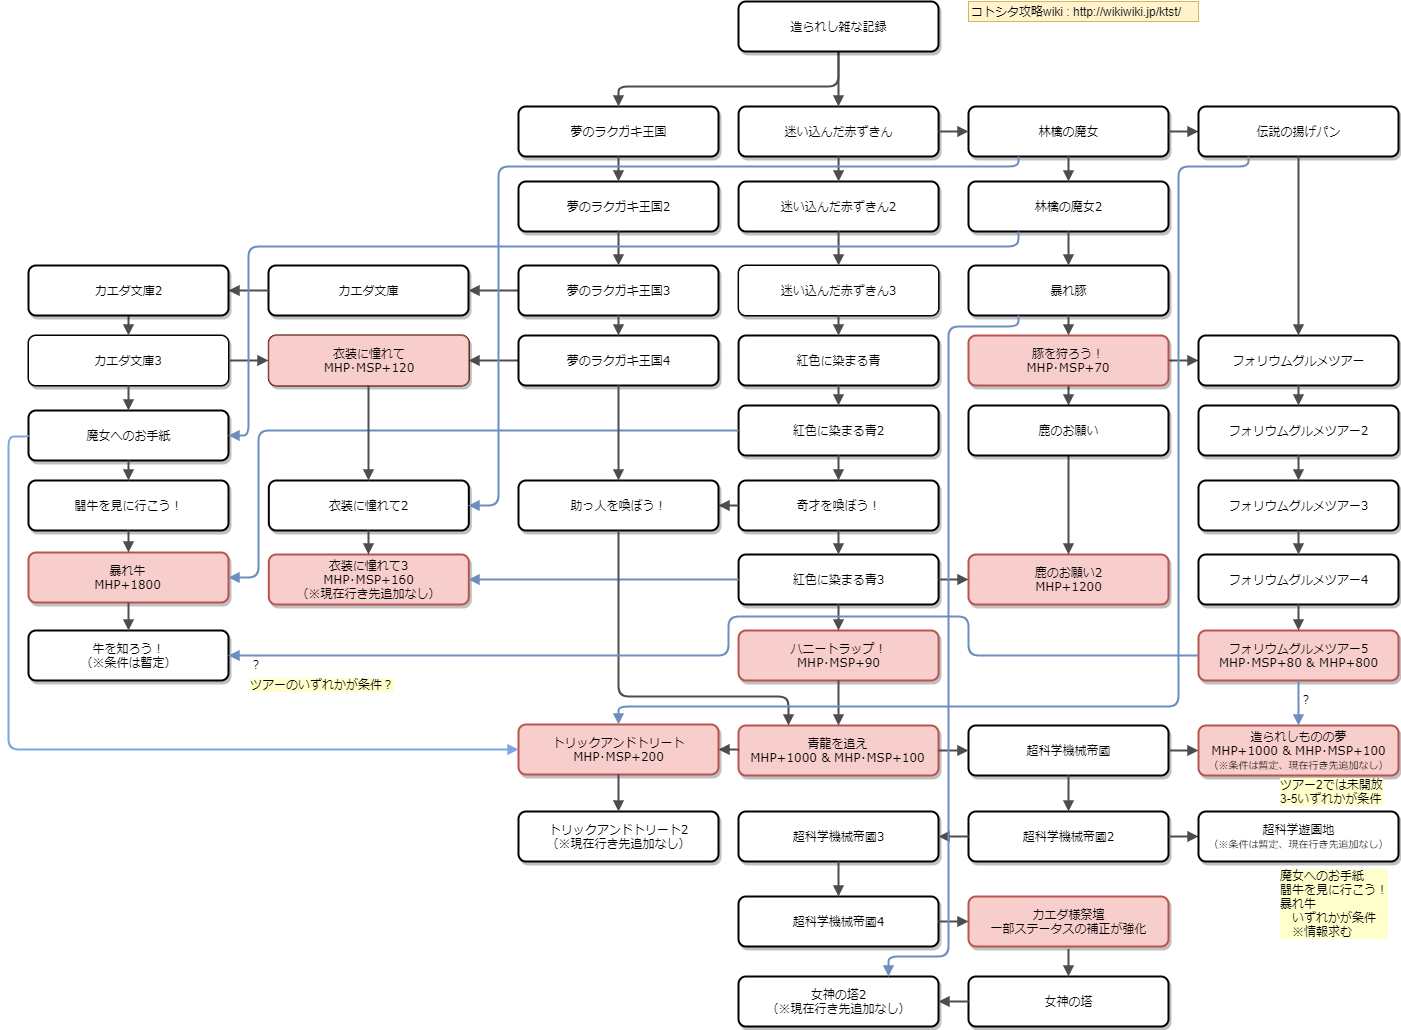 造られし雑な記録
コトシタ攻略wiki : http://wikiwiki.jp/ktst/
夢のラクガキ王国
迷い込んだ赤ずきん
林檎の魔女
伝説の揚げパン
夢のラクガキ王国2
迷い込んだ赤ずきん2
林檎の魔女2
カエダ文庫2
カエダ文庫
夢のラクガキ王国3
迷い込んだ赤ずきん3
暴れ豚
カエダ文庫3
衣装に憧れて
MHP･MSP+120
夢のラクガキ王国4
紅色に染まる青
豚を狩ろう！
MHP･MSP+70
フォリウムグルメツアー
魔女へのお手紙
紅色に染まる青2
鹿のお願い
フォリウムグルメツアー2
闘牛を見に行こう！
衣装に憧れて2
助っ人を喚ぼう！
奇才を喚ぼう！
フォリウムグルメツアー3
暴れ牛
MHP+1800
衣装に憧れて3
MHP･MSP+160
（※現在行き先追加なし）
紅色に染まる青3
鹿のお願い2
MHP+1200
フォリウムグルメツアー4
牛を知ろう！
（※条件は暫定）
？
ツアーのいずれかが条件？
ハニートラップ！
MHP･MSP+90
フォリウムグルメツアー5
MHP･MSP+80 & MHP+800
？
トリックアンドトリート
MHP･MSP+200
青龍を追え
MHP+1000 & MHP･MSP+100
超科学機械帝國
造られしものの夢
MHP+1000 & MHP･MSP+100
（※条件は暫定、現在行き先追加なし）
ツアー2では未開放
3-5いずれかが条件
トリックアンドトリート2
（※現在行き先追加なし）
超科学機械帝國3
超科学機械帝國2
超科学遊園地
（※条件は暫定、現在行き先追加なし）
魔女へのお手紙
闘牛を見に行こう！
暴れ牛
　いずれかが条件
　※情報求む
超科学機械帝國4
カエダ様祭壇
一部ステータスの補正が強化
女神の塔2
（※現在行き先追加なし）
女神の塔